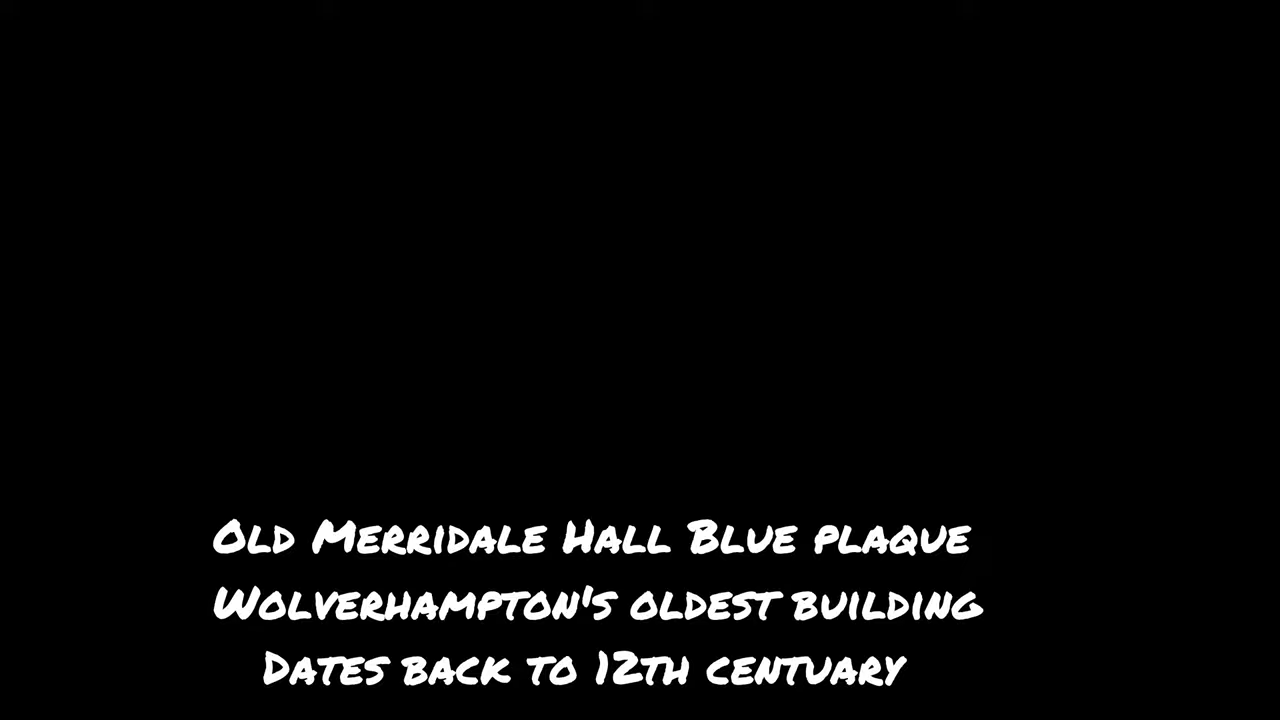 Old Merridale Hall Blue plaque
Wolverhampton's oldest building
Dates back to 12th centuary